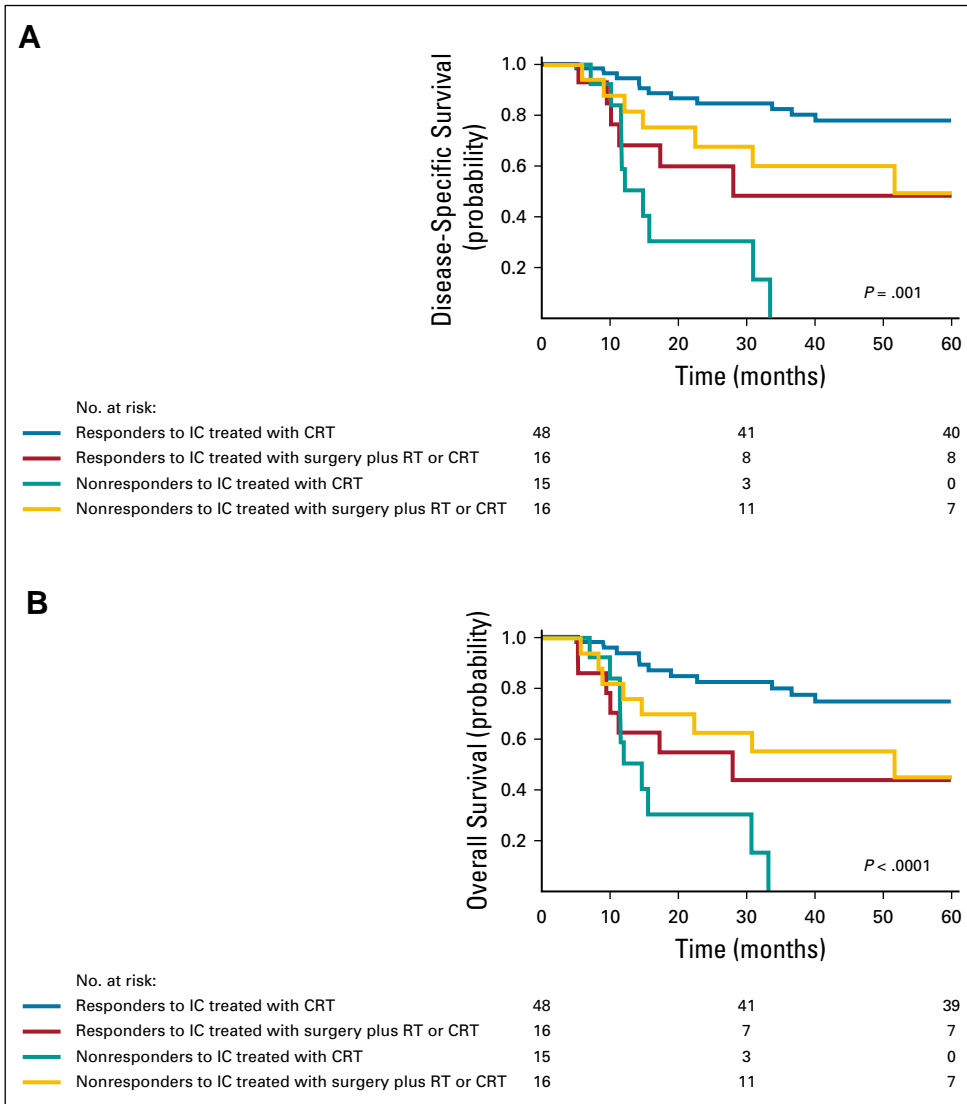 A
Disease-Specific Survival
(probability)
1.0
0.8
0.6
0.4
0.2
P = .001
0 10 20 30 40 50 60
Time (months)
No. at risk:
Responders to IC treated with CRT 48 41 40
Responders to IC treated with surgery plus RT or CRT 16 8 8
Nonresponders to IC treated with CRT 15 3 0
Nonresponders to IC treated with surgery plus RT or CRT 16 11 7
B
Overall Survival (probability)
1.0
0.8
0.6
0.4
0.2
P < .0001
0 10 20 30 40 50 60
Time (months)
No. at risk:
Responders to IC treated with CRT 48 41 39
Responders to IC treated with surgery plus RT or CRT 16 7 7
Nonresponders to IC treated with CRT 15 3 0
Nonresponders to IC treated with surgery plus RT or CRT 16 11 7